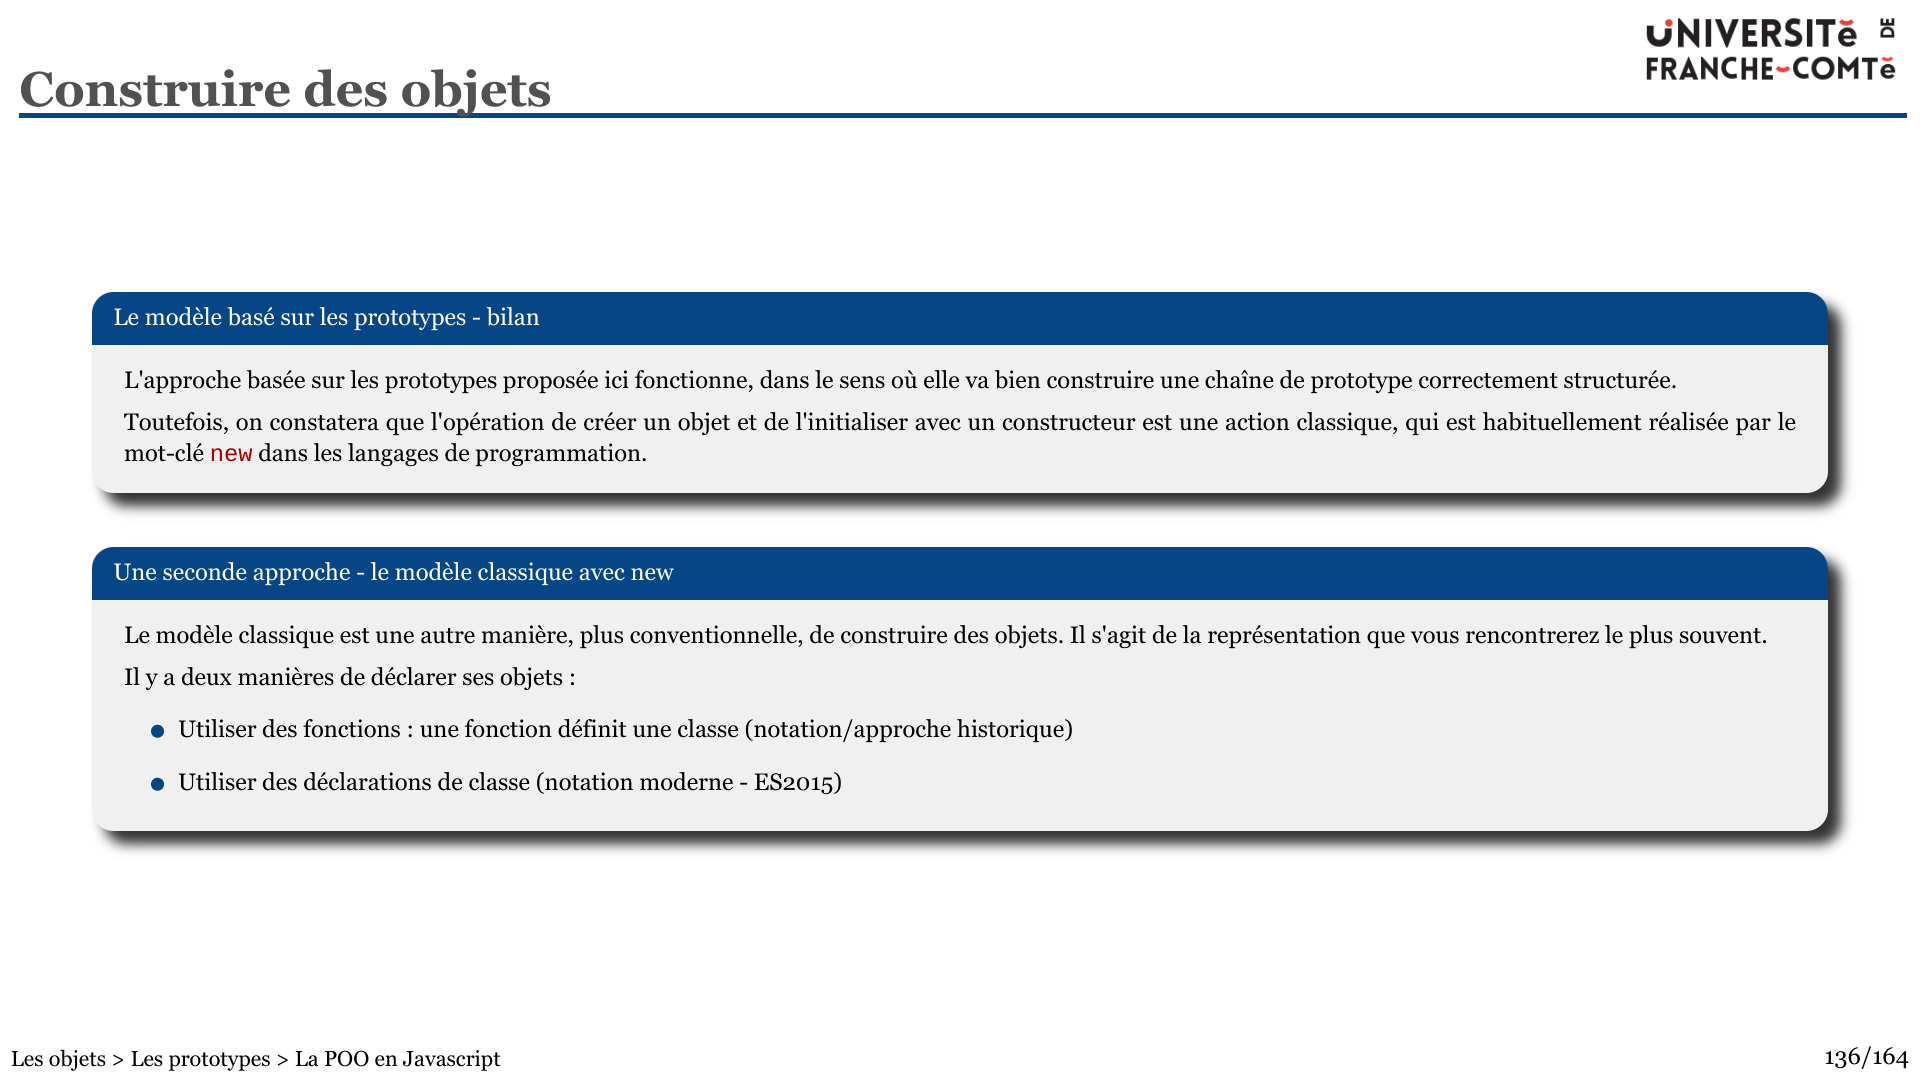 UNIVERSITĕ DE
FRANCHE-COMTĕ
Construire des objets
Le modèle basé sur les prototypes - bilan
L'approche basée sur les prototypes proposée ici fonctionne, dans le sens où elle va bien construire une chaîne de prototype correctement structurée.
Toutefois, on constatera que l'opération de créer un objet et de l'initialiser avec un constructeur est une action classique, qui est habituellement réalisée par le
mot-clé new dans les langages de programmation.
Une seconde approche - le modèle classique avec new
Le modèle classique est une autre manière, plus conventionnelle, de construire des objets. Il s'agit de la représentation que vous rencontrerez le plus souvent.
Il y a deux manières de déclarer ses objets :
● Utiliser des fonctions : une fonction définit une classe (notation/approche historique)
● Utiliser des déclarations de classe (notation moderne - ES2015)
Les objets > Les prototypes > La POO en Javascript
136/164